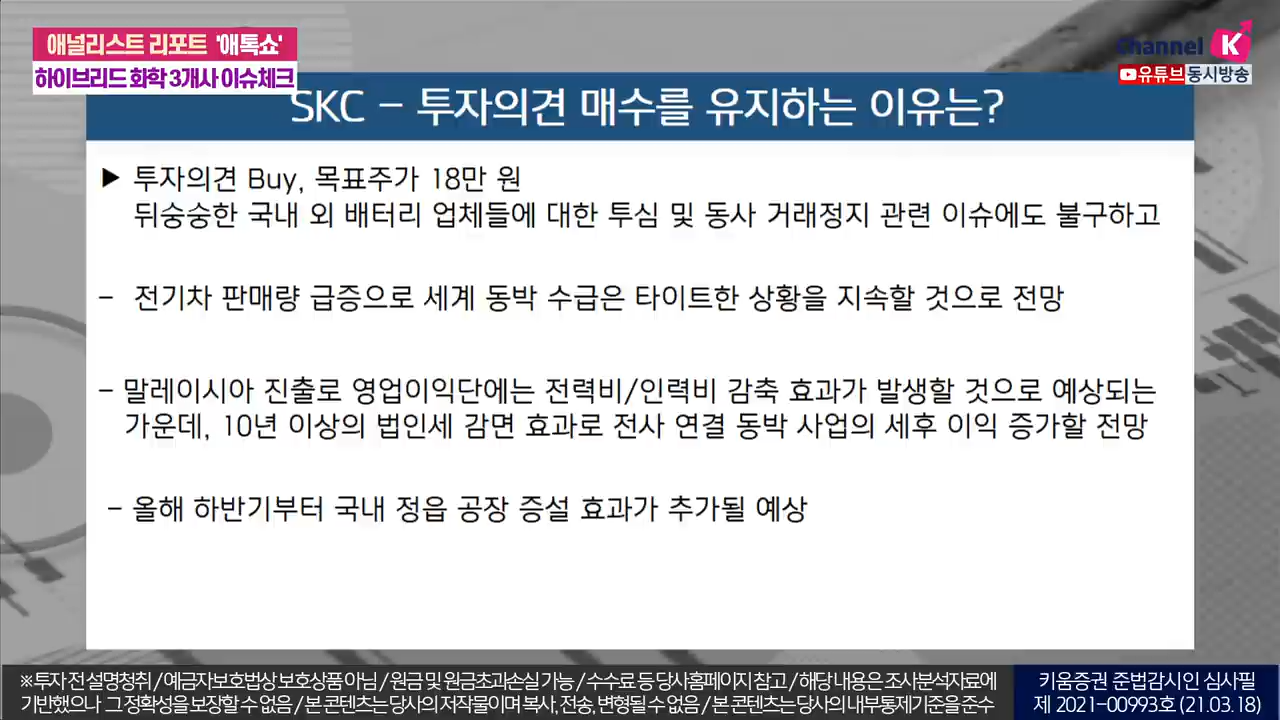 애널리스트 리포트 '애톡쇼'
하이브리드 화학 3개사 이슈체크
Channel K
유튜브 동시방송
SKC – 투자의견 매수를 유지하는 이유는?
▶ 투자의견 Buy, 목표주가 18만 원
뒤숭숭한 국내 외 배터리 업체들에 대한 투심 및 동사 거래정지 관련 이슈에도 불구하고
– 전기차 판매량 급증으로 세계 동박 수급은 타이트한 상황을 지속할 것으로 전망
– 말레이시아 진출로 영업이익단에는 전력비/인력비 감축 효과가 발생할 것으로 예상되는
가운데, 10년 이상의 법인세 감면 효과로 전사 연결 동박 사업의 세후 이익 증가할 전망
– 올해 하반기부터 국내 정읍 공장 증설 효과가 추가될 예상
※ 투자 전 설명청취 / 예금자보호법상 보호상품 아님 / 원금 및 원금초과손실 가능 / 수수료 등 당사홈페이지 참고 / 해당 내용은 조사분석자료에
기반했으나 그 정확성을 보장할 수 없음 / 본 콘텐츠는 당사의 저작물이며 복사, 전송, 변형될 수 없음 / 본 콘텐츠는 당사의 내부통제기준을 준수
키움증권 준법감시인 심사필
제 2021-00993호 (21.03.18)